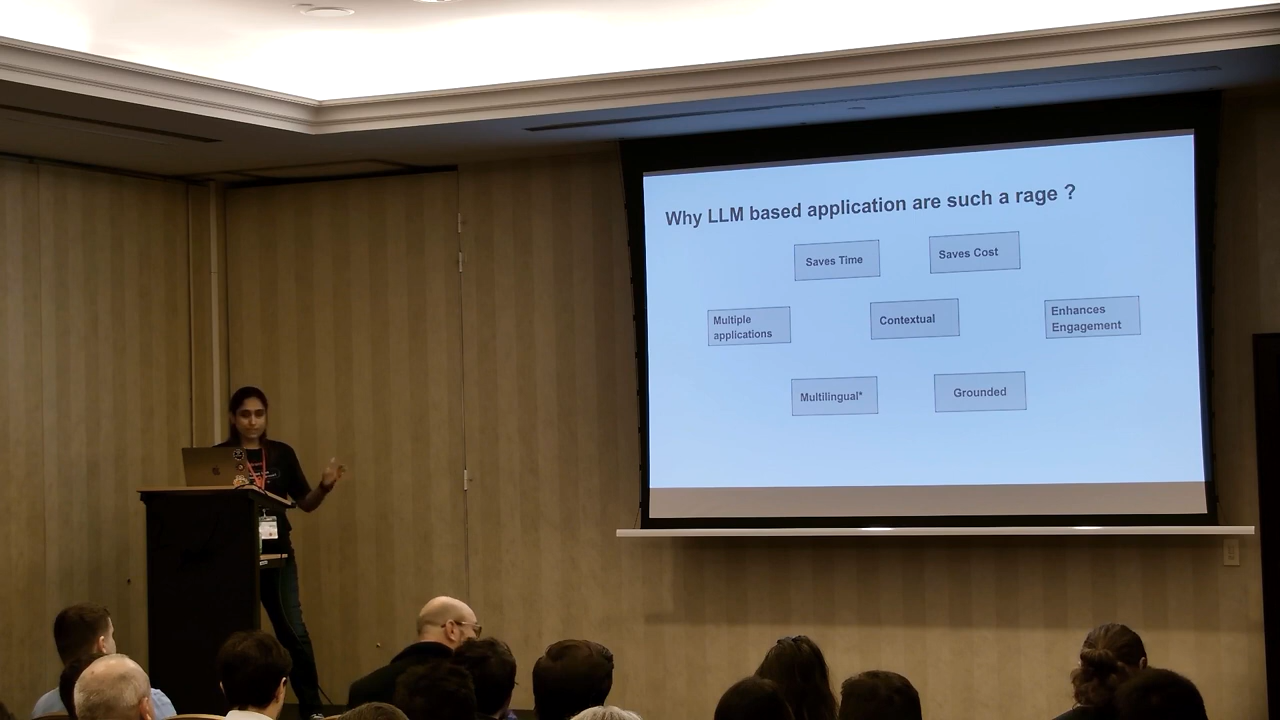 Why LLM based application are such a rage ?
Saves Time
Saves Cost
Multiple
applications
Contextual
Enhances
Engagement
Multilingual*
Grounded